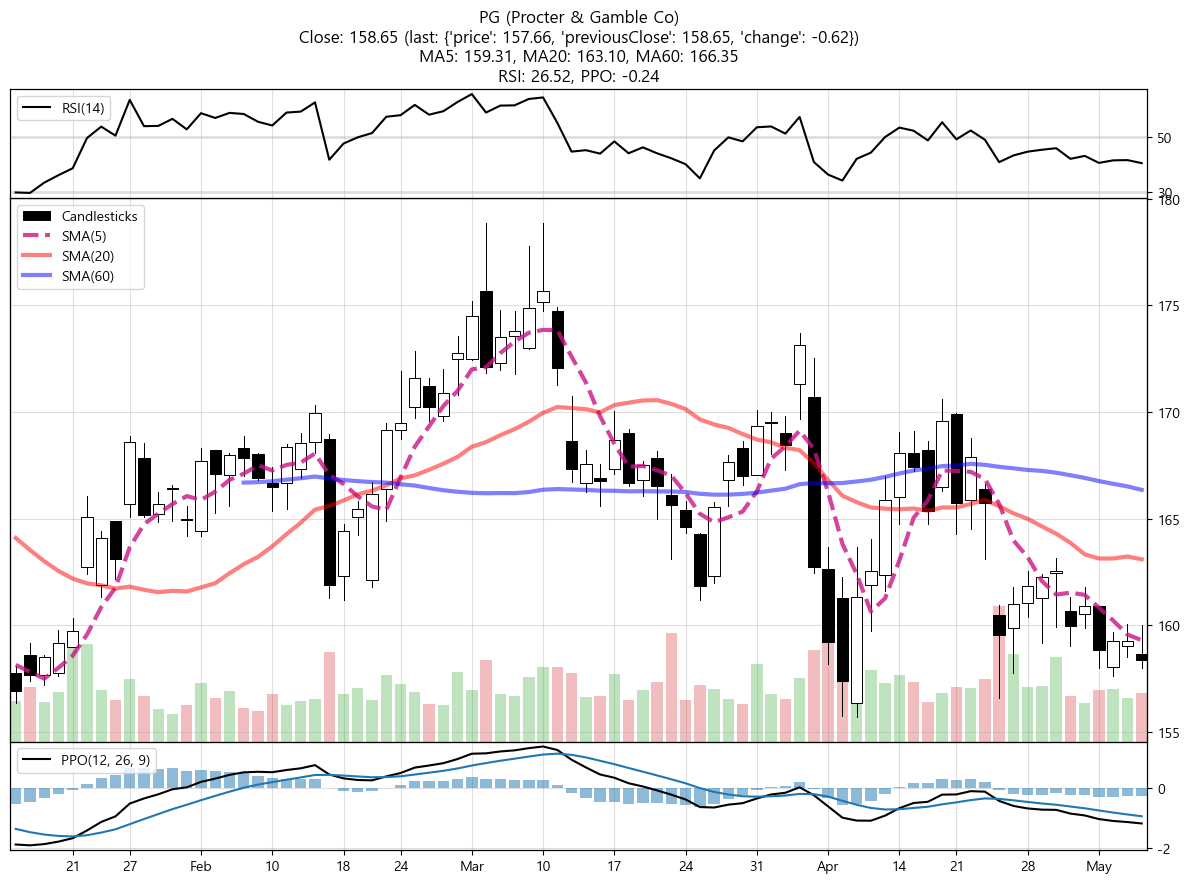 PG (Procter & Gamble Co)
Close: 158.65 (last: {'price': 157.66, 'previousClose': 158.65, 'change': -0.62})
MA5: 159.31, MA20: 163.10, MA60: 166.35
RSI: 26.52, PPO: -0.24
RSI(14)
50
30
Candlesticks
SMA(5)
SMA(20)
SMA(60)
180
175
170
165
160
155
PPO(12, 26, 9)
0
-2
21 27 Feb 10 18 24 Mar 10 17 24 31 Apr 14 21 28 May